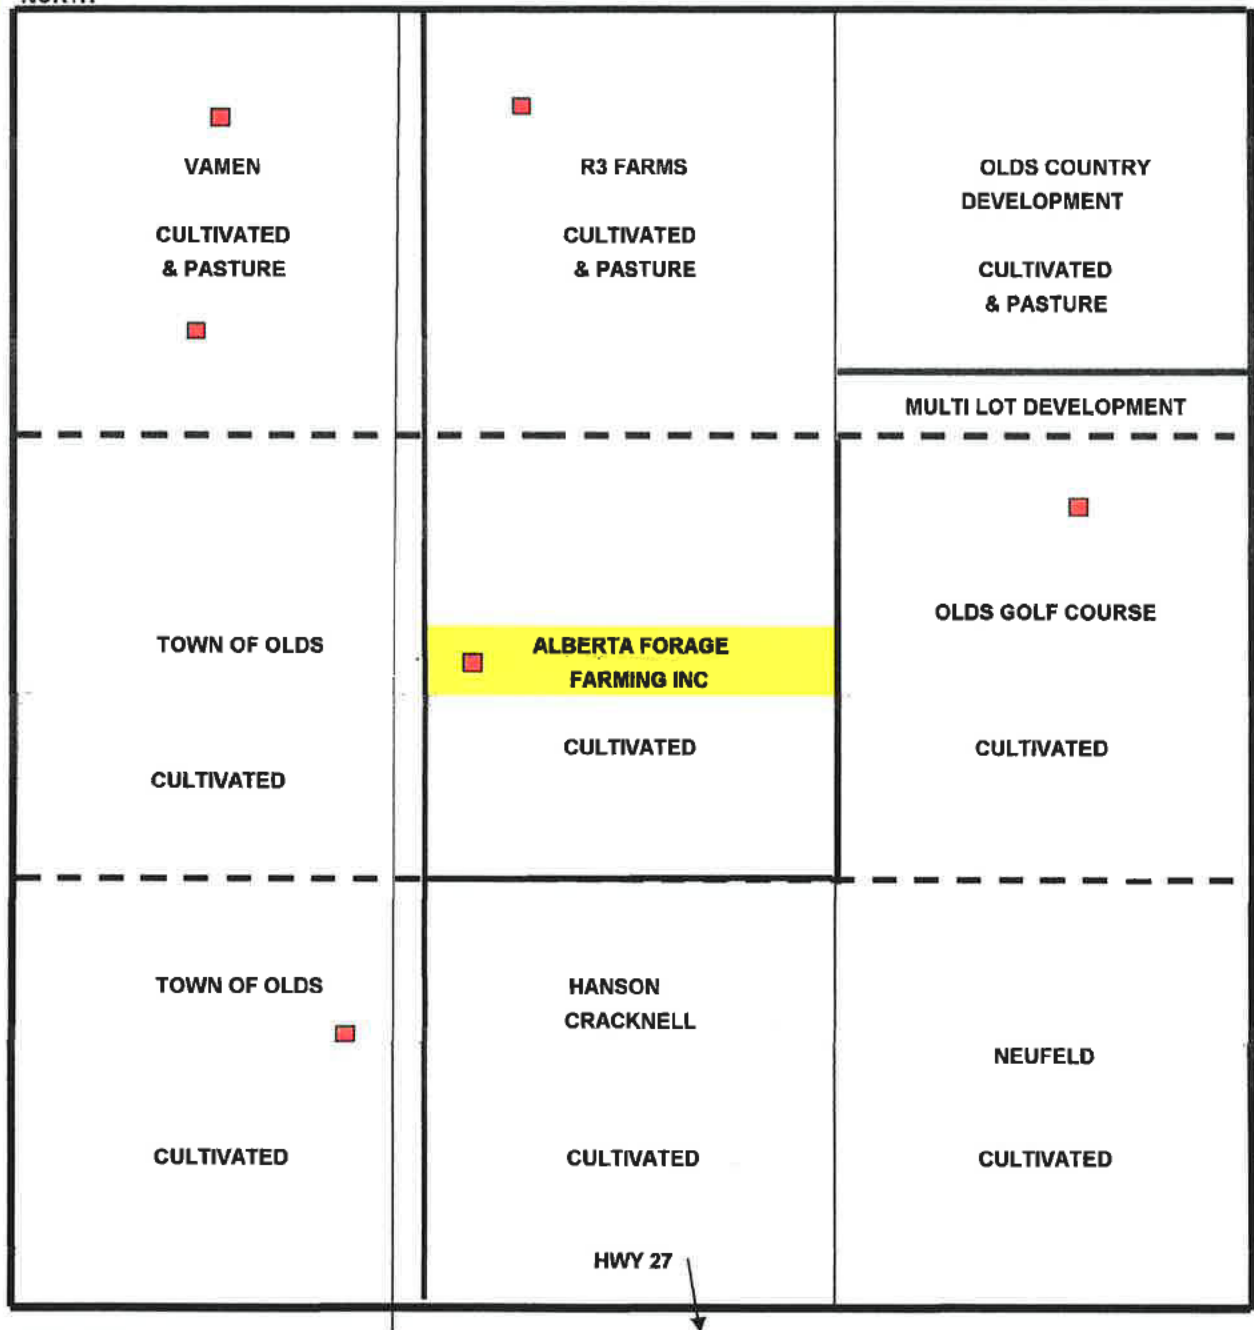 NORTH
VAMEN
CULTIVATED
& PASTURE
R3 FARMS
CULTIVATED
& PASTURE
OLDS COUNTRY
DEVELOPMENT
CULTIVATED
& PASTURE
MULTI LOT DEVELOPMENT
TOWN OF OLDS
CULTIVATED
ALBERTA FORAGE
FARMING INC
CULTIVATED
OLDS GOLF COURSE
CULTIVATED
TOWN OF OLDS
CULTIVATED
HANSON
CRACKNELL
CULTIVATED
HWY 27
NEUFELD
CULTIVATED